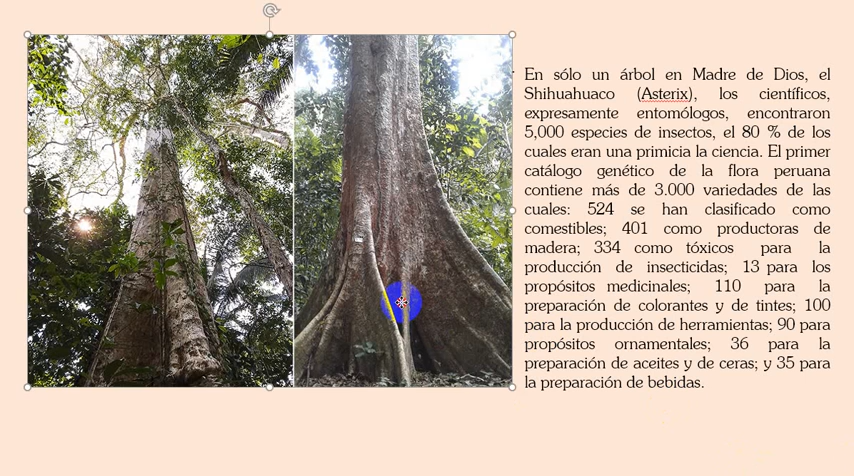 En sólo un árbol en Madre de Dios, el
Shihuahuaco (Asterix), los científicos,
expresamente entomólogos, encontraron
5,000 especies de insectos, el 80 % de los
cuales eran una primicia la ciencia. El primer
catálogo genético de la flora peruana
contiene más de 3.000 variedades de las
cuales: 524 se han clasificado como
comestibles; 401 como productoras de
madera; 334 como tóxicos para la
producción de insecticidas; 13 para los
propósitos medicinales; 110 para la
preparación de colorantes y de tintes; 100
para la producción de herramientas; 90 para
propósitos ornamentales; 36 para la
preparación de aceites y de ceras; y 35 para
la preparación de bebidas.